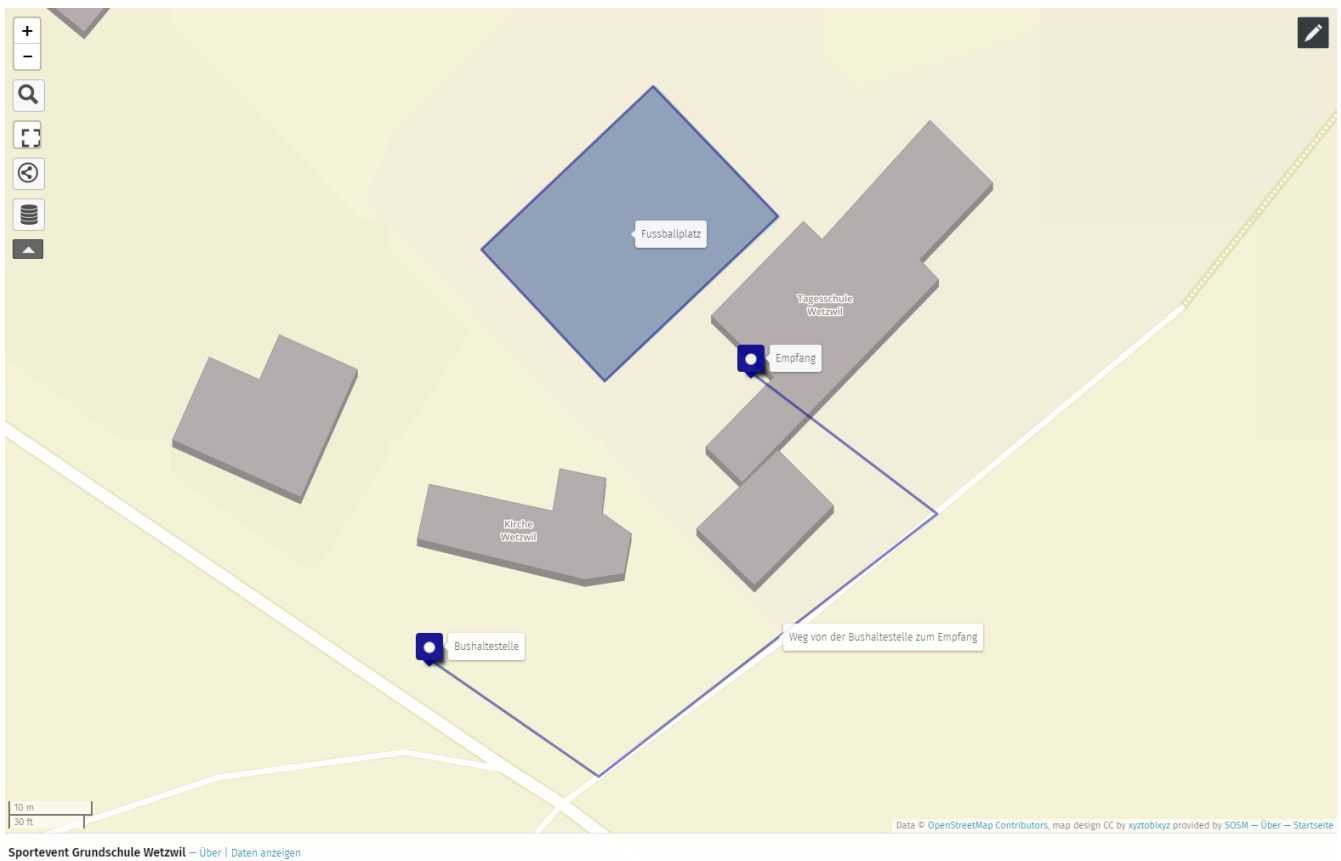 +
−
Fussballplatz
Tagesschule
Wetzwil
Empfang
Kirche
Wetzwil
Weg von der Bushaltestelle zum Empfang
Bushaltestelle
10 m
30 ft
Data © OpenStreetMap Contributors, map design CC by xyztobixyz provided by SOSM — Über — Startseite
Sportevent Grundschule Wetzwil — Über | Daten anzeigen